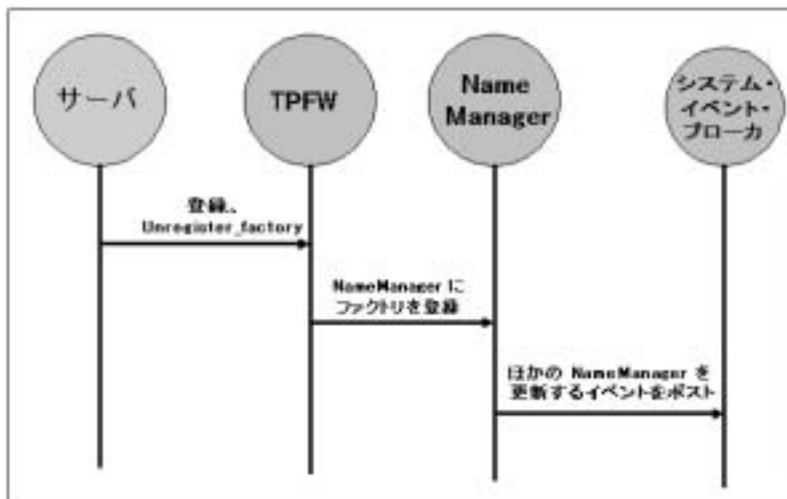 サーバ
TPFW
Name
Manager
システム・
イベント・
ブローカ
登録、
Unregister_factory
NameManager に
ファクトリを登録
ほかの NameManager を
更新するイベントをポスト